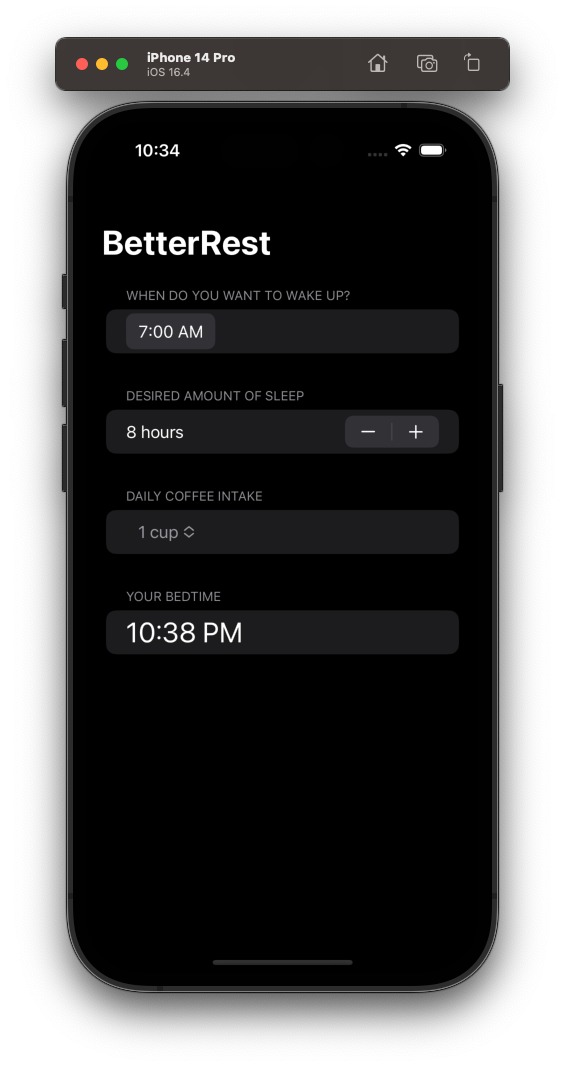 iPhone 14 Pro
iOS 16.4
10:34
BetterRest
WHEN DO YOU WANT TO WAKE UP?
7:00 AM
DESIRED AMOUNT OF SLEEP
8 hours
DAILY COFFEE INTAKE
1 cup
YOUR BEDTIME
10:38 PM